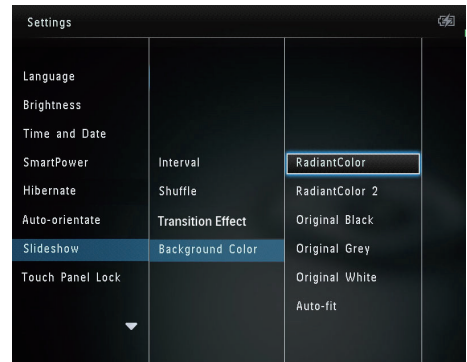 Settings
Language
Brightness
Time and Date
SmartPower
Hibernate
Auto-orientate
Slideshow
Touch Panel Lock
Interval
Shuffle
Transition Effect
Background Color
RadiantColor
RadiantColor 2
Original Black
Original Grey
Original White
Auto-fit